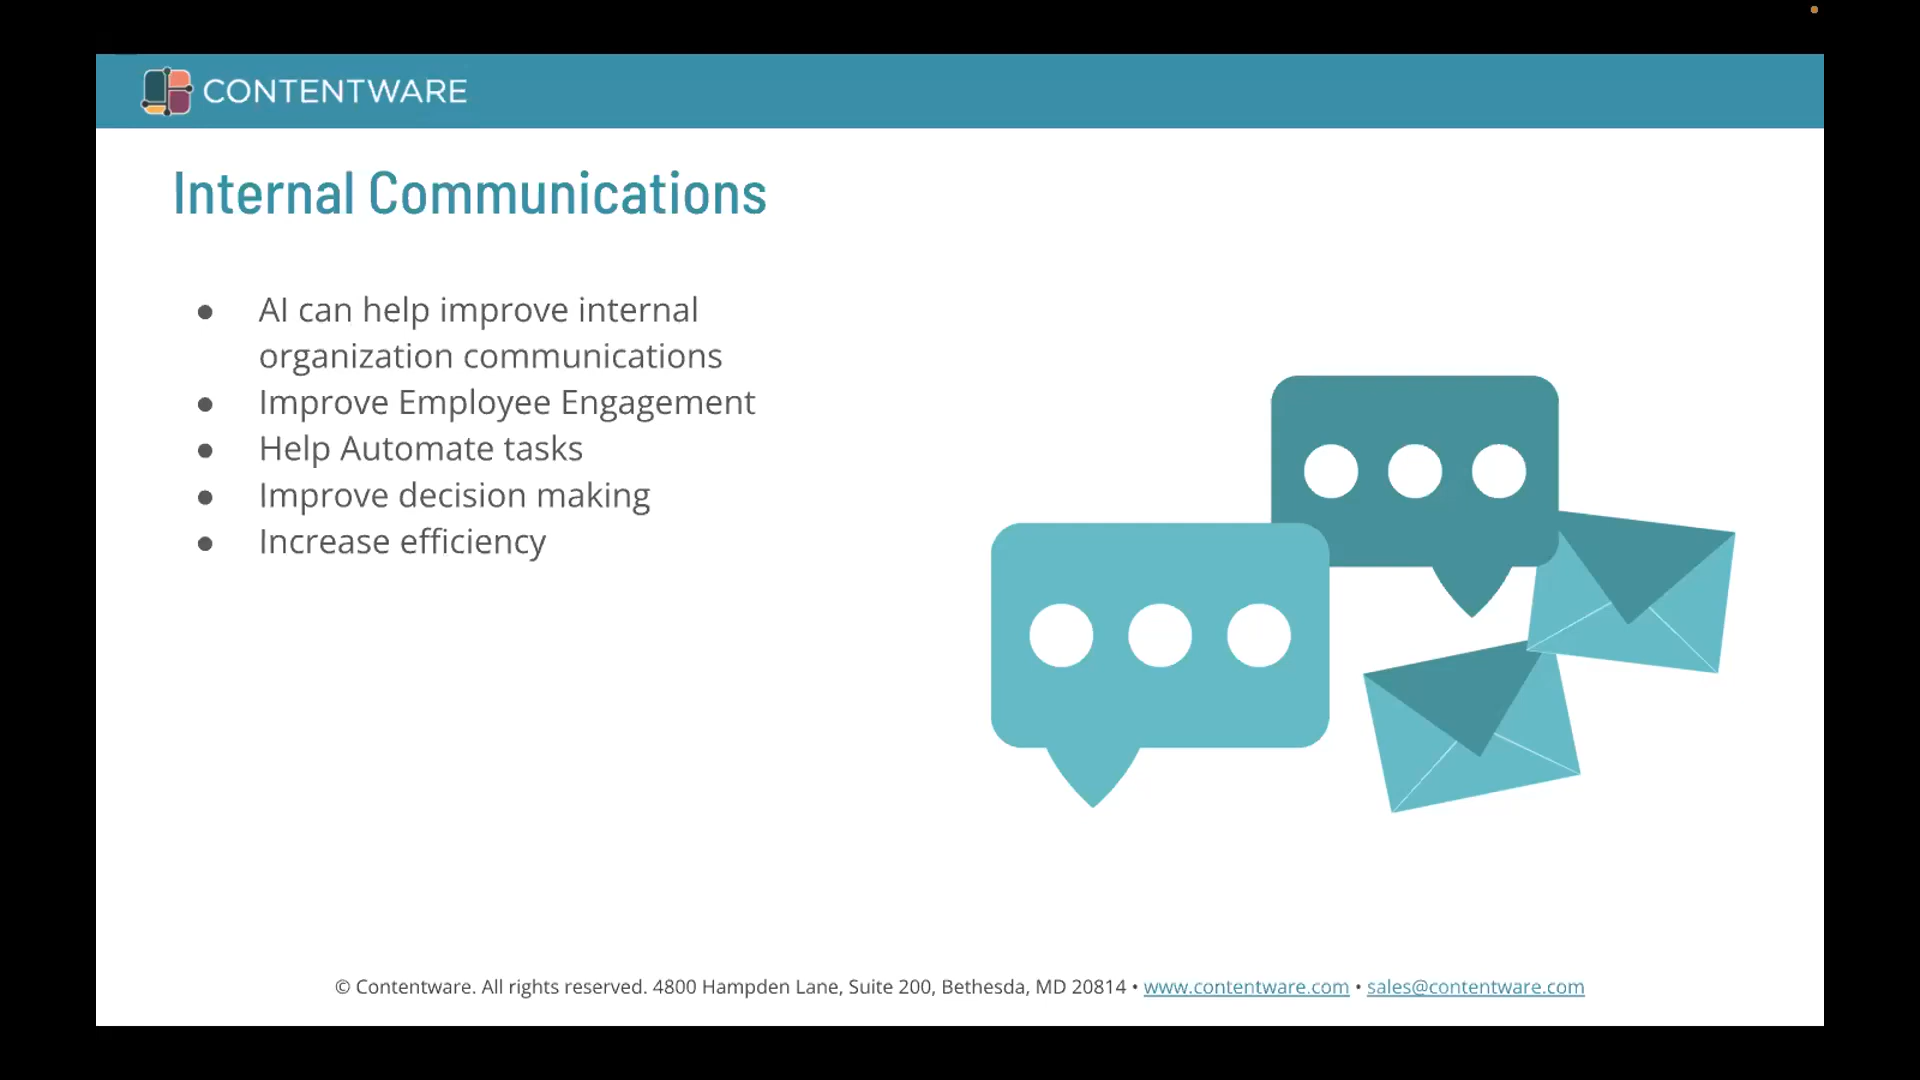 CONTENTWARE
Internal Communications
● AI can help improve internal
organization communications
● Improve Employee Engagement
● Help Automate tasks
● Improve decision making
● Increase efficiency
© Contentware. All rights reserved. 4800 Hampden Lane, Suite 200, Bethesda, MD 20814 • www.contentware.com • sales@contentware.com